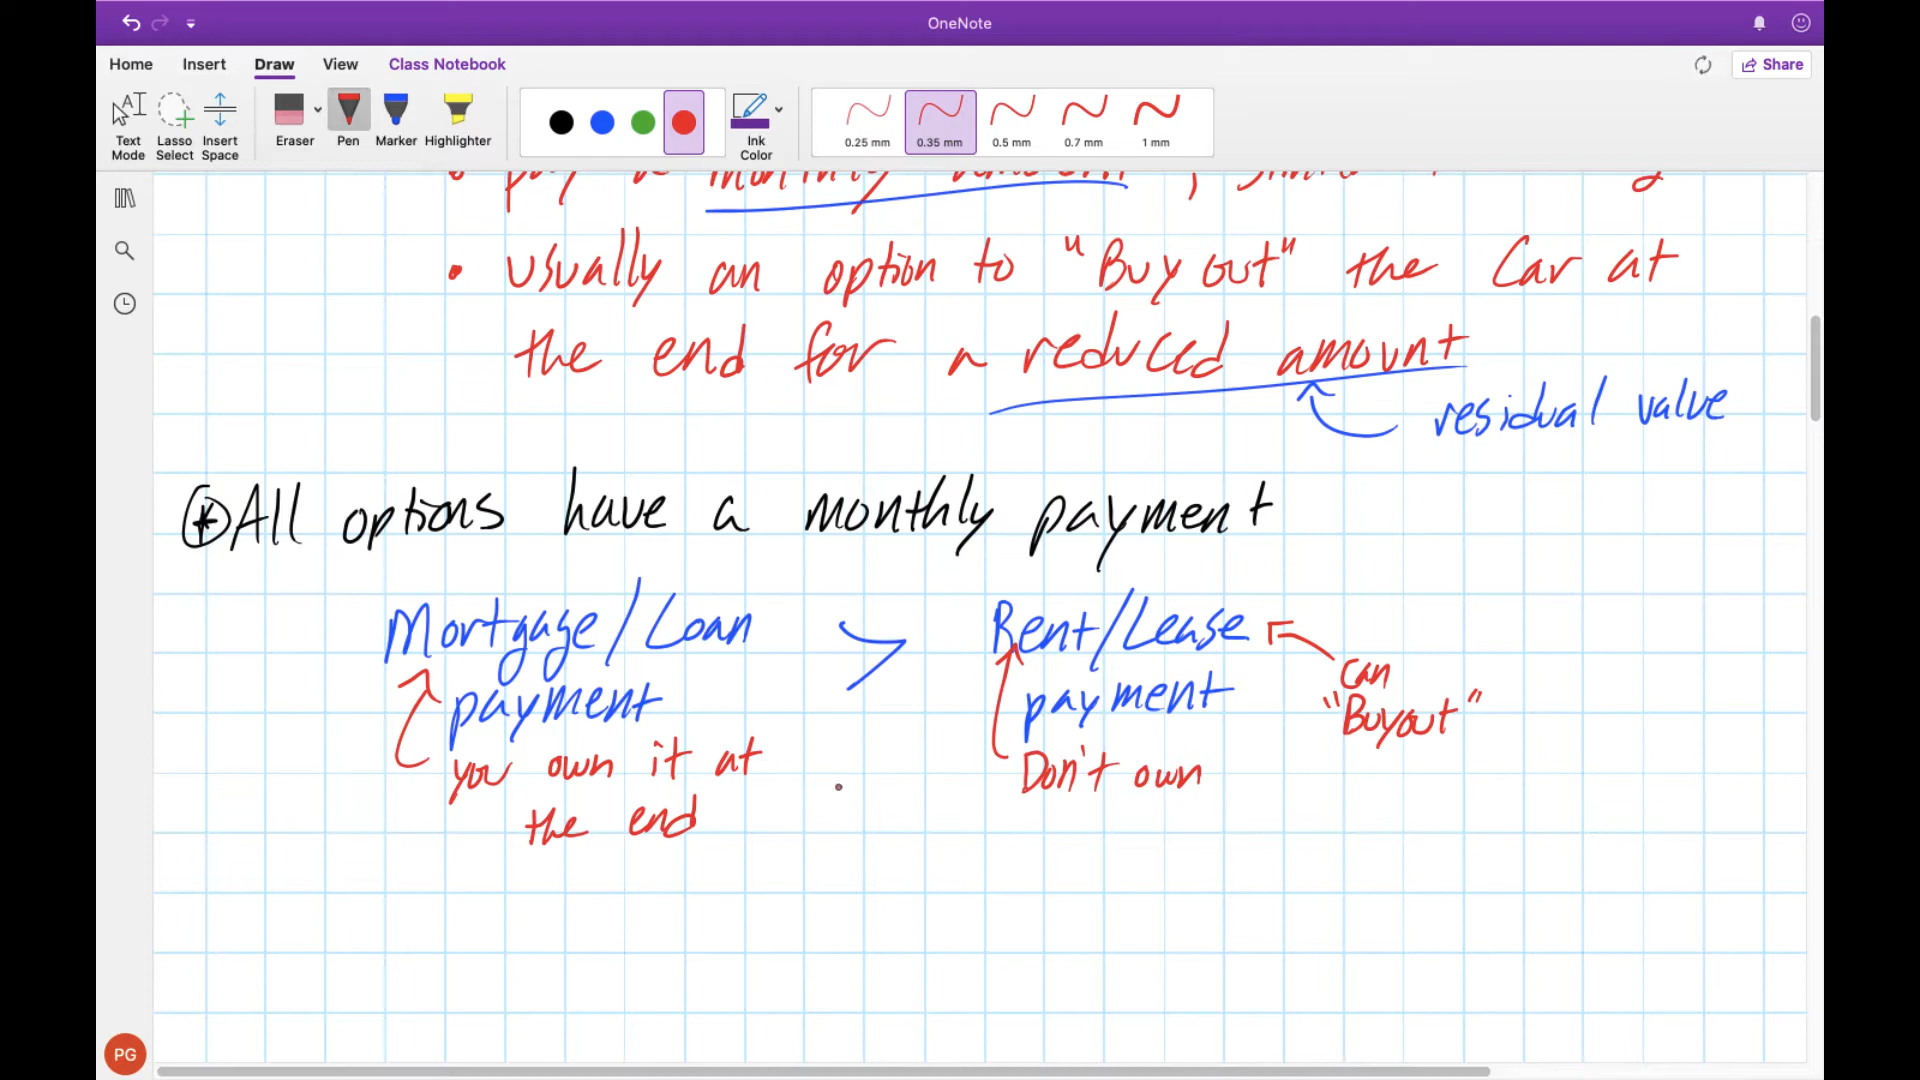 OneNote
Home Insert Draw View Class Notebook
Share
Text Mode
Lasso Select
Insert Space
Eraser
Pen
Marker
Highlighter
Ink Color
0.25 mm
0.35 mm
0.5 mm
0.7 mm
1 mm
• pay a monthly amount,
• usually an option to "Buy out" the Car at
the end for a reduced amount
residual value
* All options have a monthly payment
Mortgage/Loan > Rent/Lease
payment payment
can
"Buyout"
you own it at Don't own
the end
PG